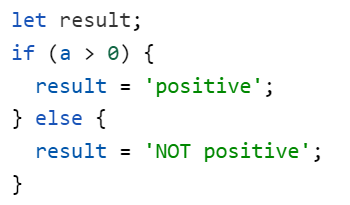 let result;
if (a > 0) {
  result = 'positive';
} else {
  result = 'NOT positive';
}